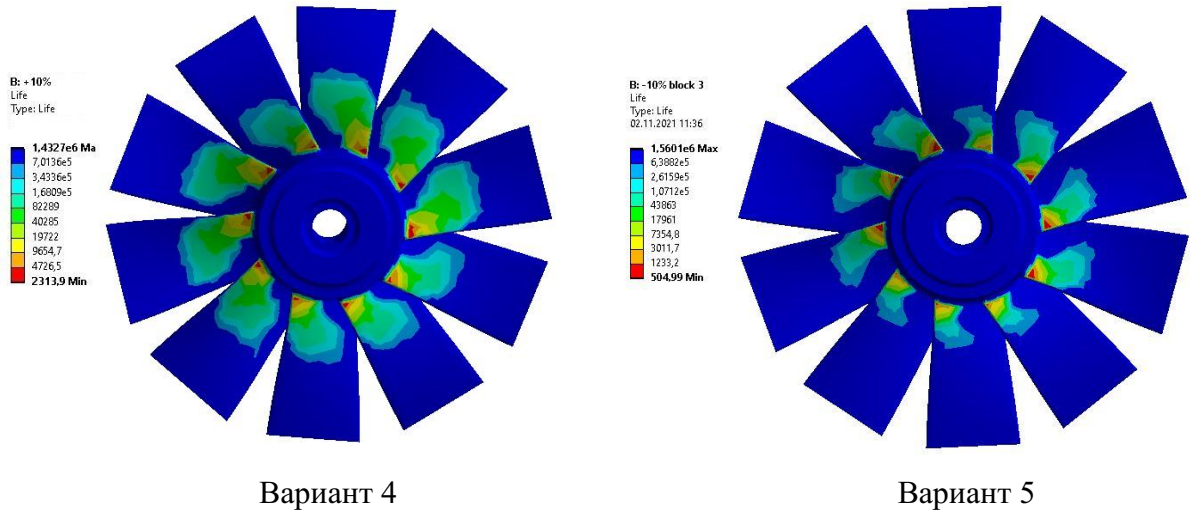 B: +10%
Life
Type: Life
1,4327e6 Ma
7,0136e5
3,4336e5
1,6809e5
82289
40285
19722
9654,7
4726,5
2313,9 Min
B: -10% block 3
Life
Type: Life
02.11.2021 11:36
1,5601e6 Max
6,3882e5
2,6159e5
1,0712e5
43863
17961
7354,8
3011,7
1233,2
504,99 Min
Вариант 4
Вариант 5